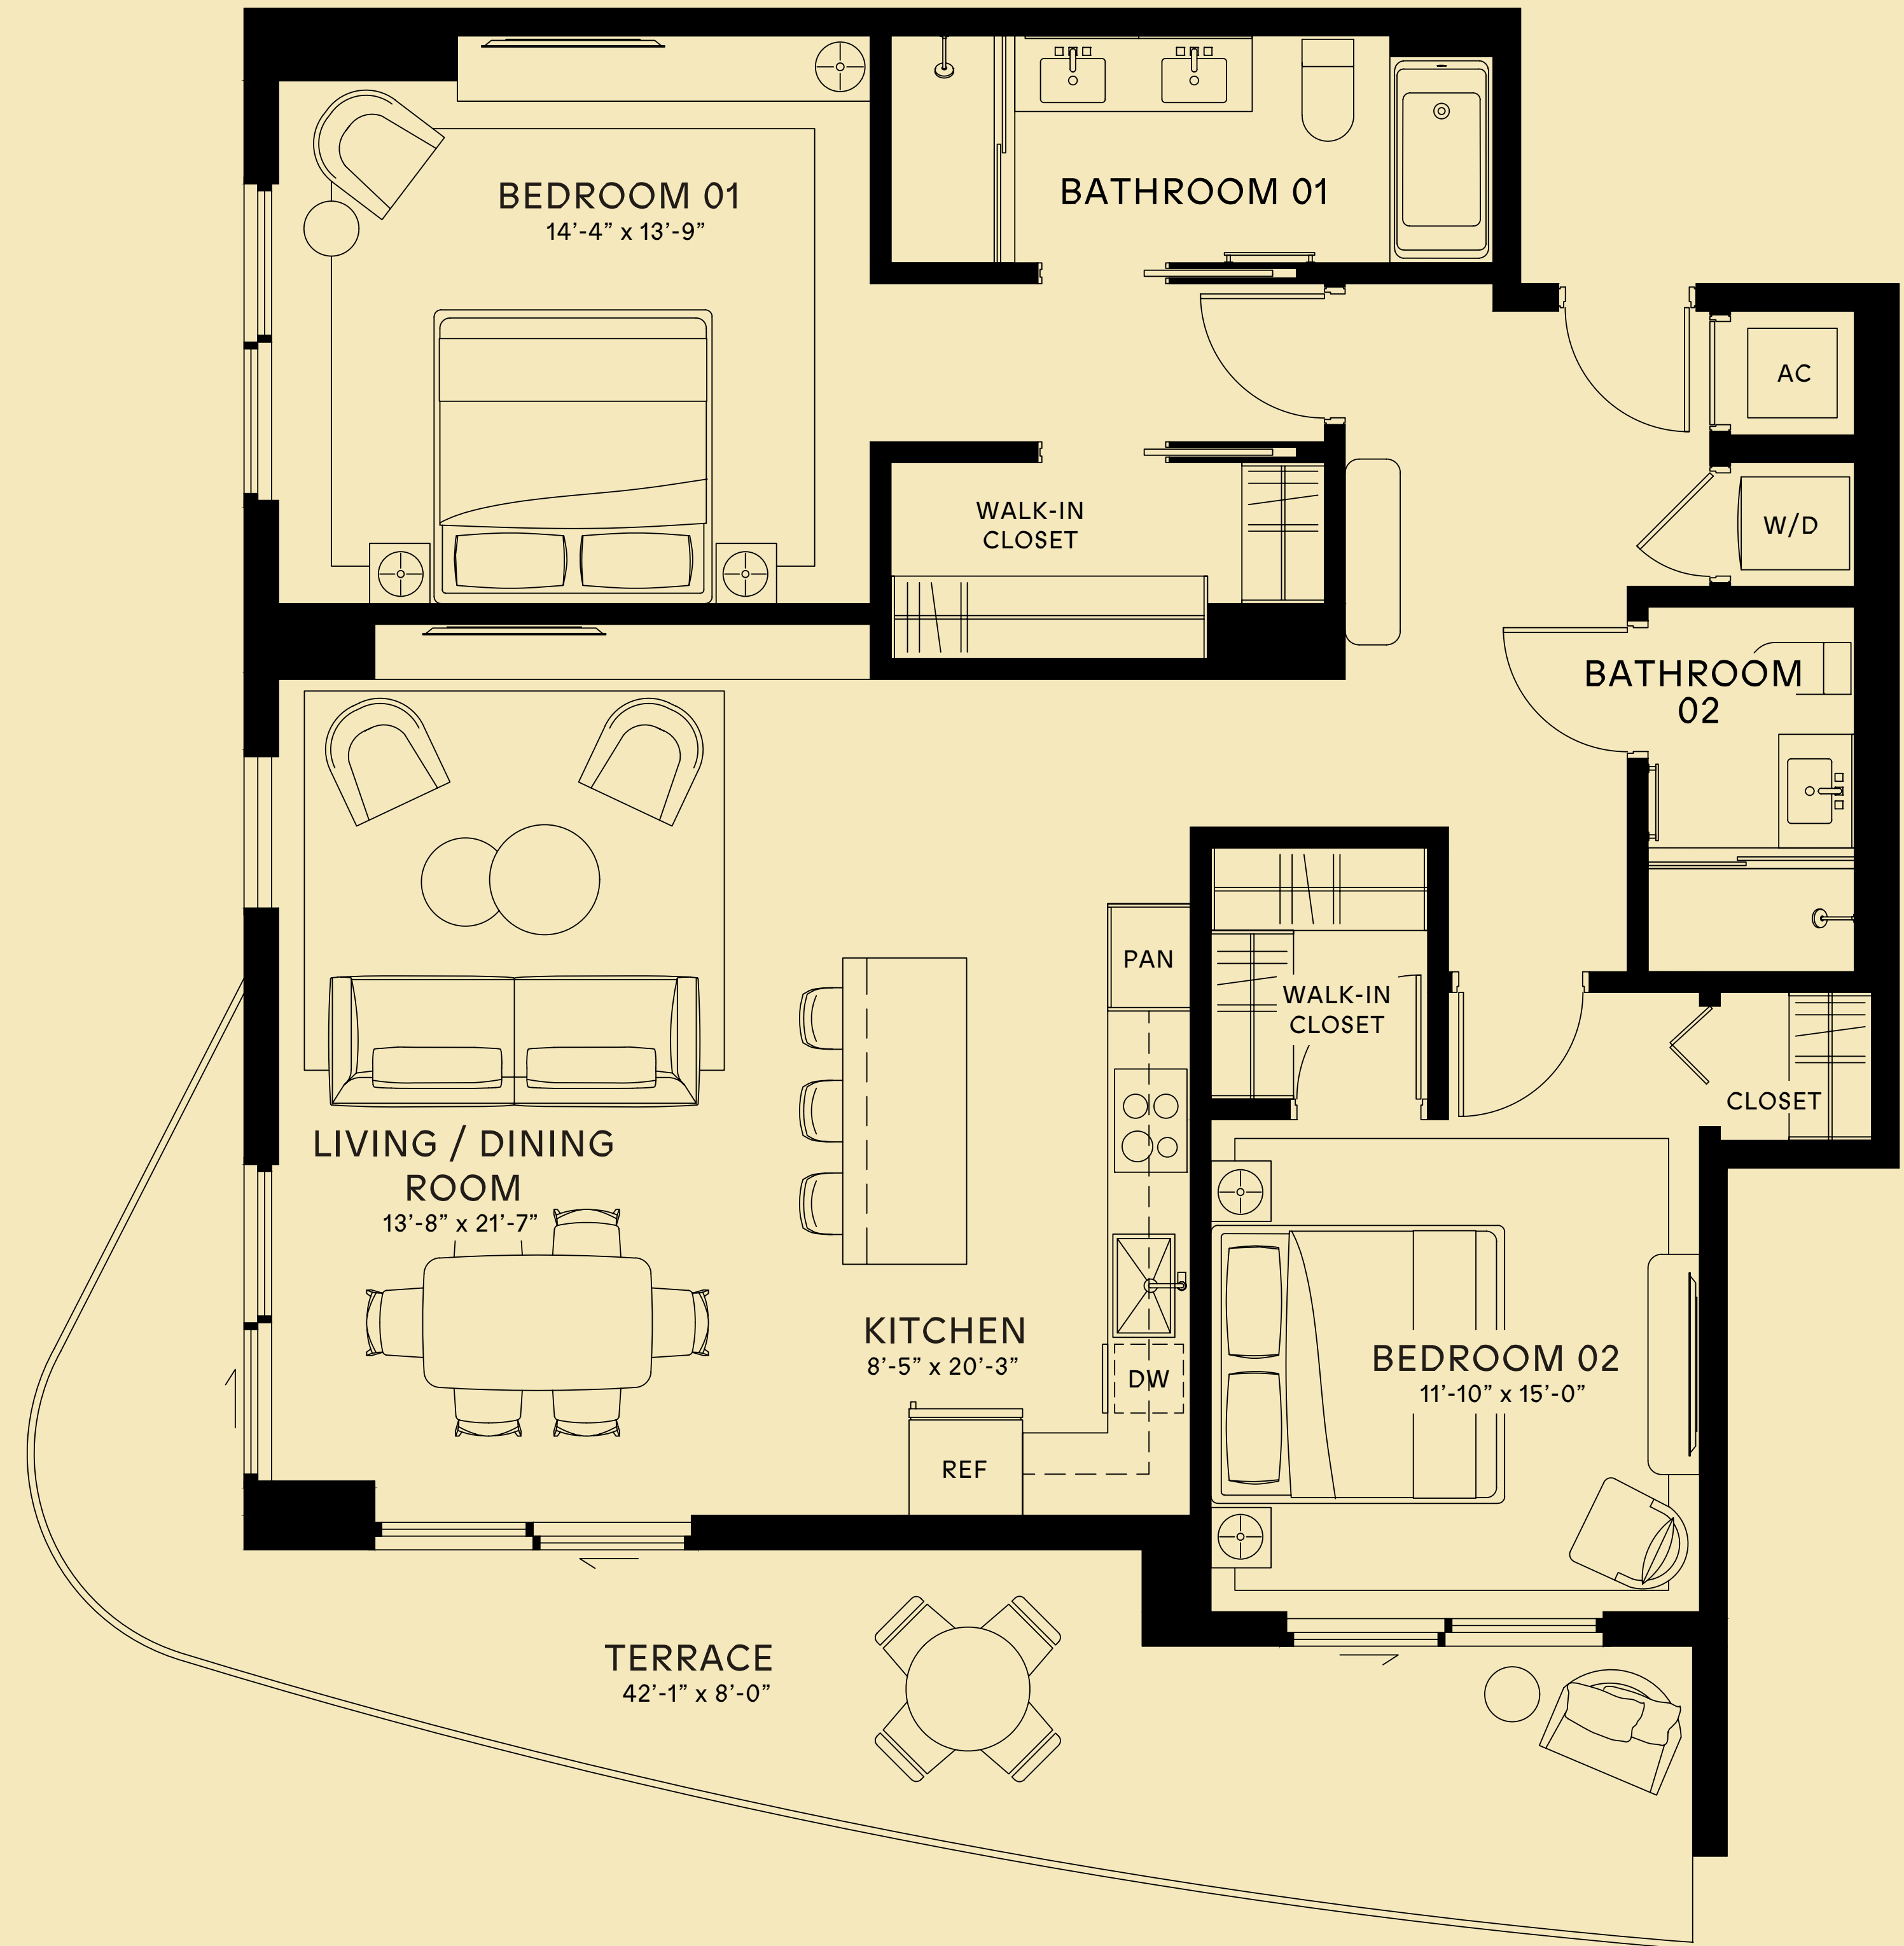 BEDROOM 01
14’-4” x 13’-9”
BATHROOM 01
AC
WALK-IN
CLOSET
W/D
BATHROOM
02
PAN
WALK-IN
CLOSET
CLOSET
LIVING / DINING
ROOM
13’-8” x 21’-7”
KITCHEN
8’-5” x 20’-3”
DW
REF
BEDROOM 02
11’-10” x 15’-0”
TERRACE
42’-1” x 8’-0”